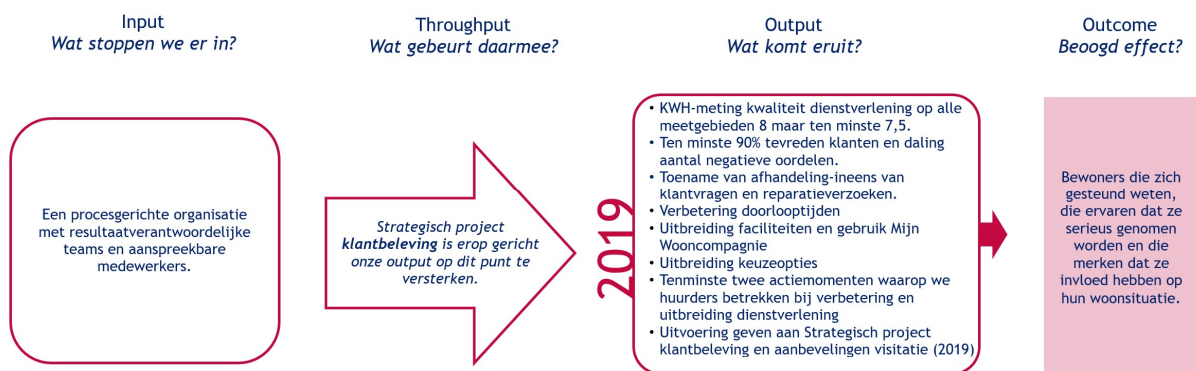 Input
Wat stoppen we er in?
Throughput
Wat gebeurt daarmee?
Output
Wat komt eruit?
Outcome
Beoogd effect?
Een procesgerichte organisatie
met resultaatverantwoordelijke
teams en aanspreekbare
medewerkers.
Strategisch project
klantbeleving is erop gericht
onze output op dit punt te
versterken.
2019
• KWH-meting kwaliteit dienstverlening op alle
meetgebieden 8 maar ten minste 7,5.
• Ten minste 90% tevreden klanten en daling
aantal negatieve oordelen.
• Toename van afhandeling-ineens van
klantvragen en reparatieverzoeken.
• Verbetering doorlooptijden
• Uitbreiding faciliteiten en gebruik Mijn
Wooncompagnie
• Uitbreiding keuzeopties
• Tenminste twee actiemomenten waarop we
huurders betrekken bij verbetering en
uitbreiding dienstverlening
• Uitvoering geven aan Strategisch project
klantbeleving en aanbevelingen visitatie (2019)
Bewoners die zich
gesteund weten,
die ervaren dat ze
serieus genomen
worden en die
merken dat ze
invloed hebben op
hun woonsituatie.